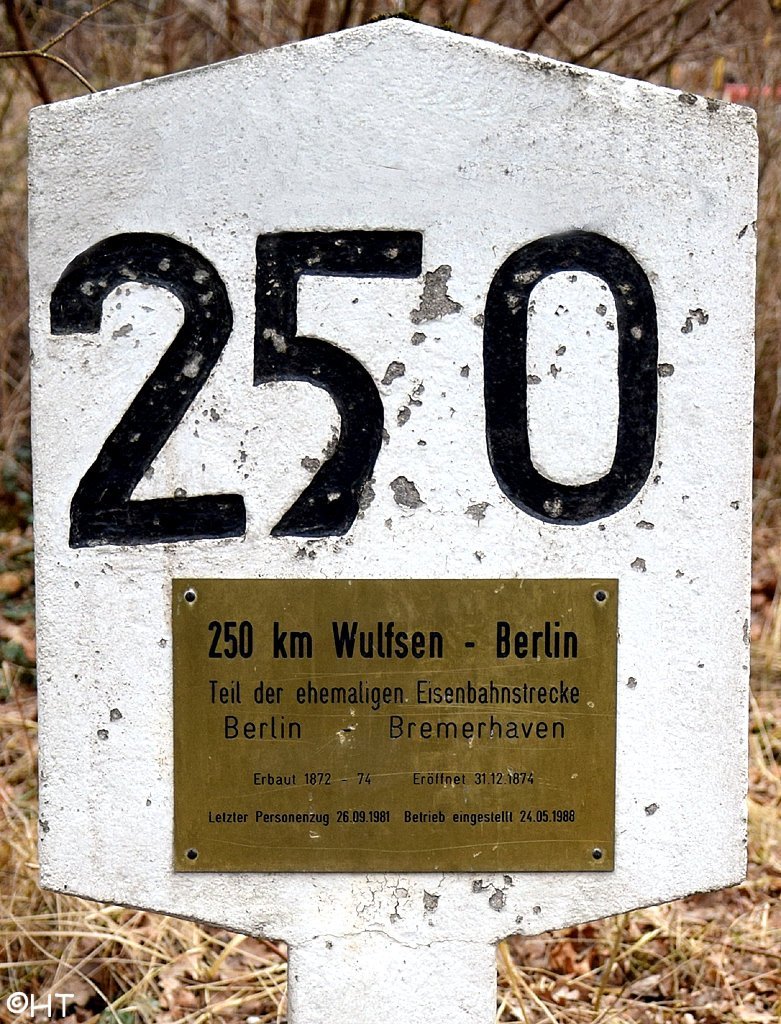 250
250 km Wulfsen - Berlin
Teil der ehemaligen Eisenbahnstrecke
Berlin - Bremerhaven
Erbaut 1872 - 74 Eröffnet 31.12.1874
Letzter Personenzug 26.09.1981 Betrieb eingestellt 24.05.1988
©HT